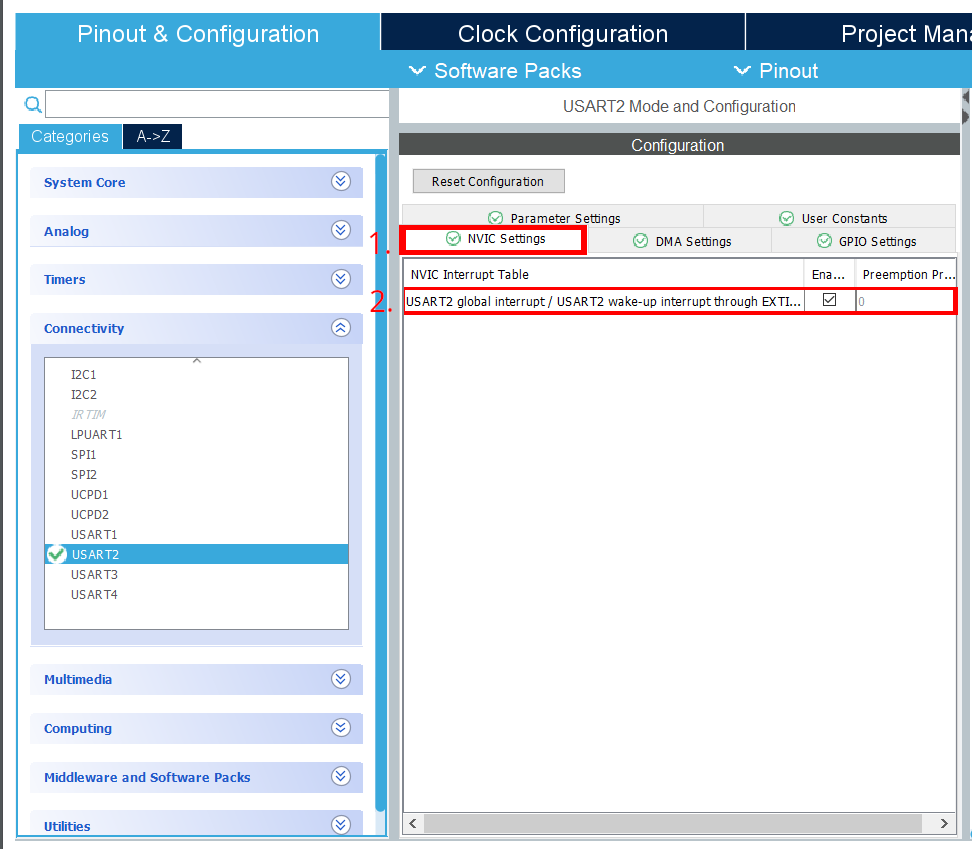 Pinout & Configuration
Clock Configuration
Project Mana
Software Packs
Pinout
USART2 Mode and Configuration
Categories
A->Z
Configuration
System Core
Reset Configuration
Analog
Parameter Settings
User Constants
1.
NVIC Settings
DMA Settings
GPIO Settings
Timers
NVIC Interrupt Table
Ena...
Preemption Pr...
2.
USART2 global interrupt / USART2 wake-up interrupt through EXTI...
0
Connectivity
I2C1
I2C2
IRTIM
LPUART1
SPI1
SPI2
UCPD1
UCPD2
USART1
USART2
USART3
USART4
Multimedia
Computing
Middleware and Software Packs
Utilities